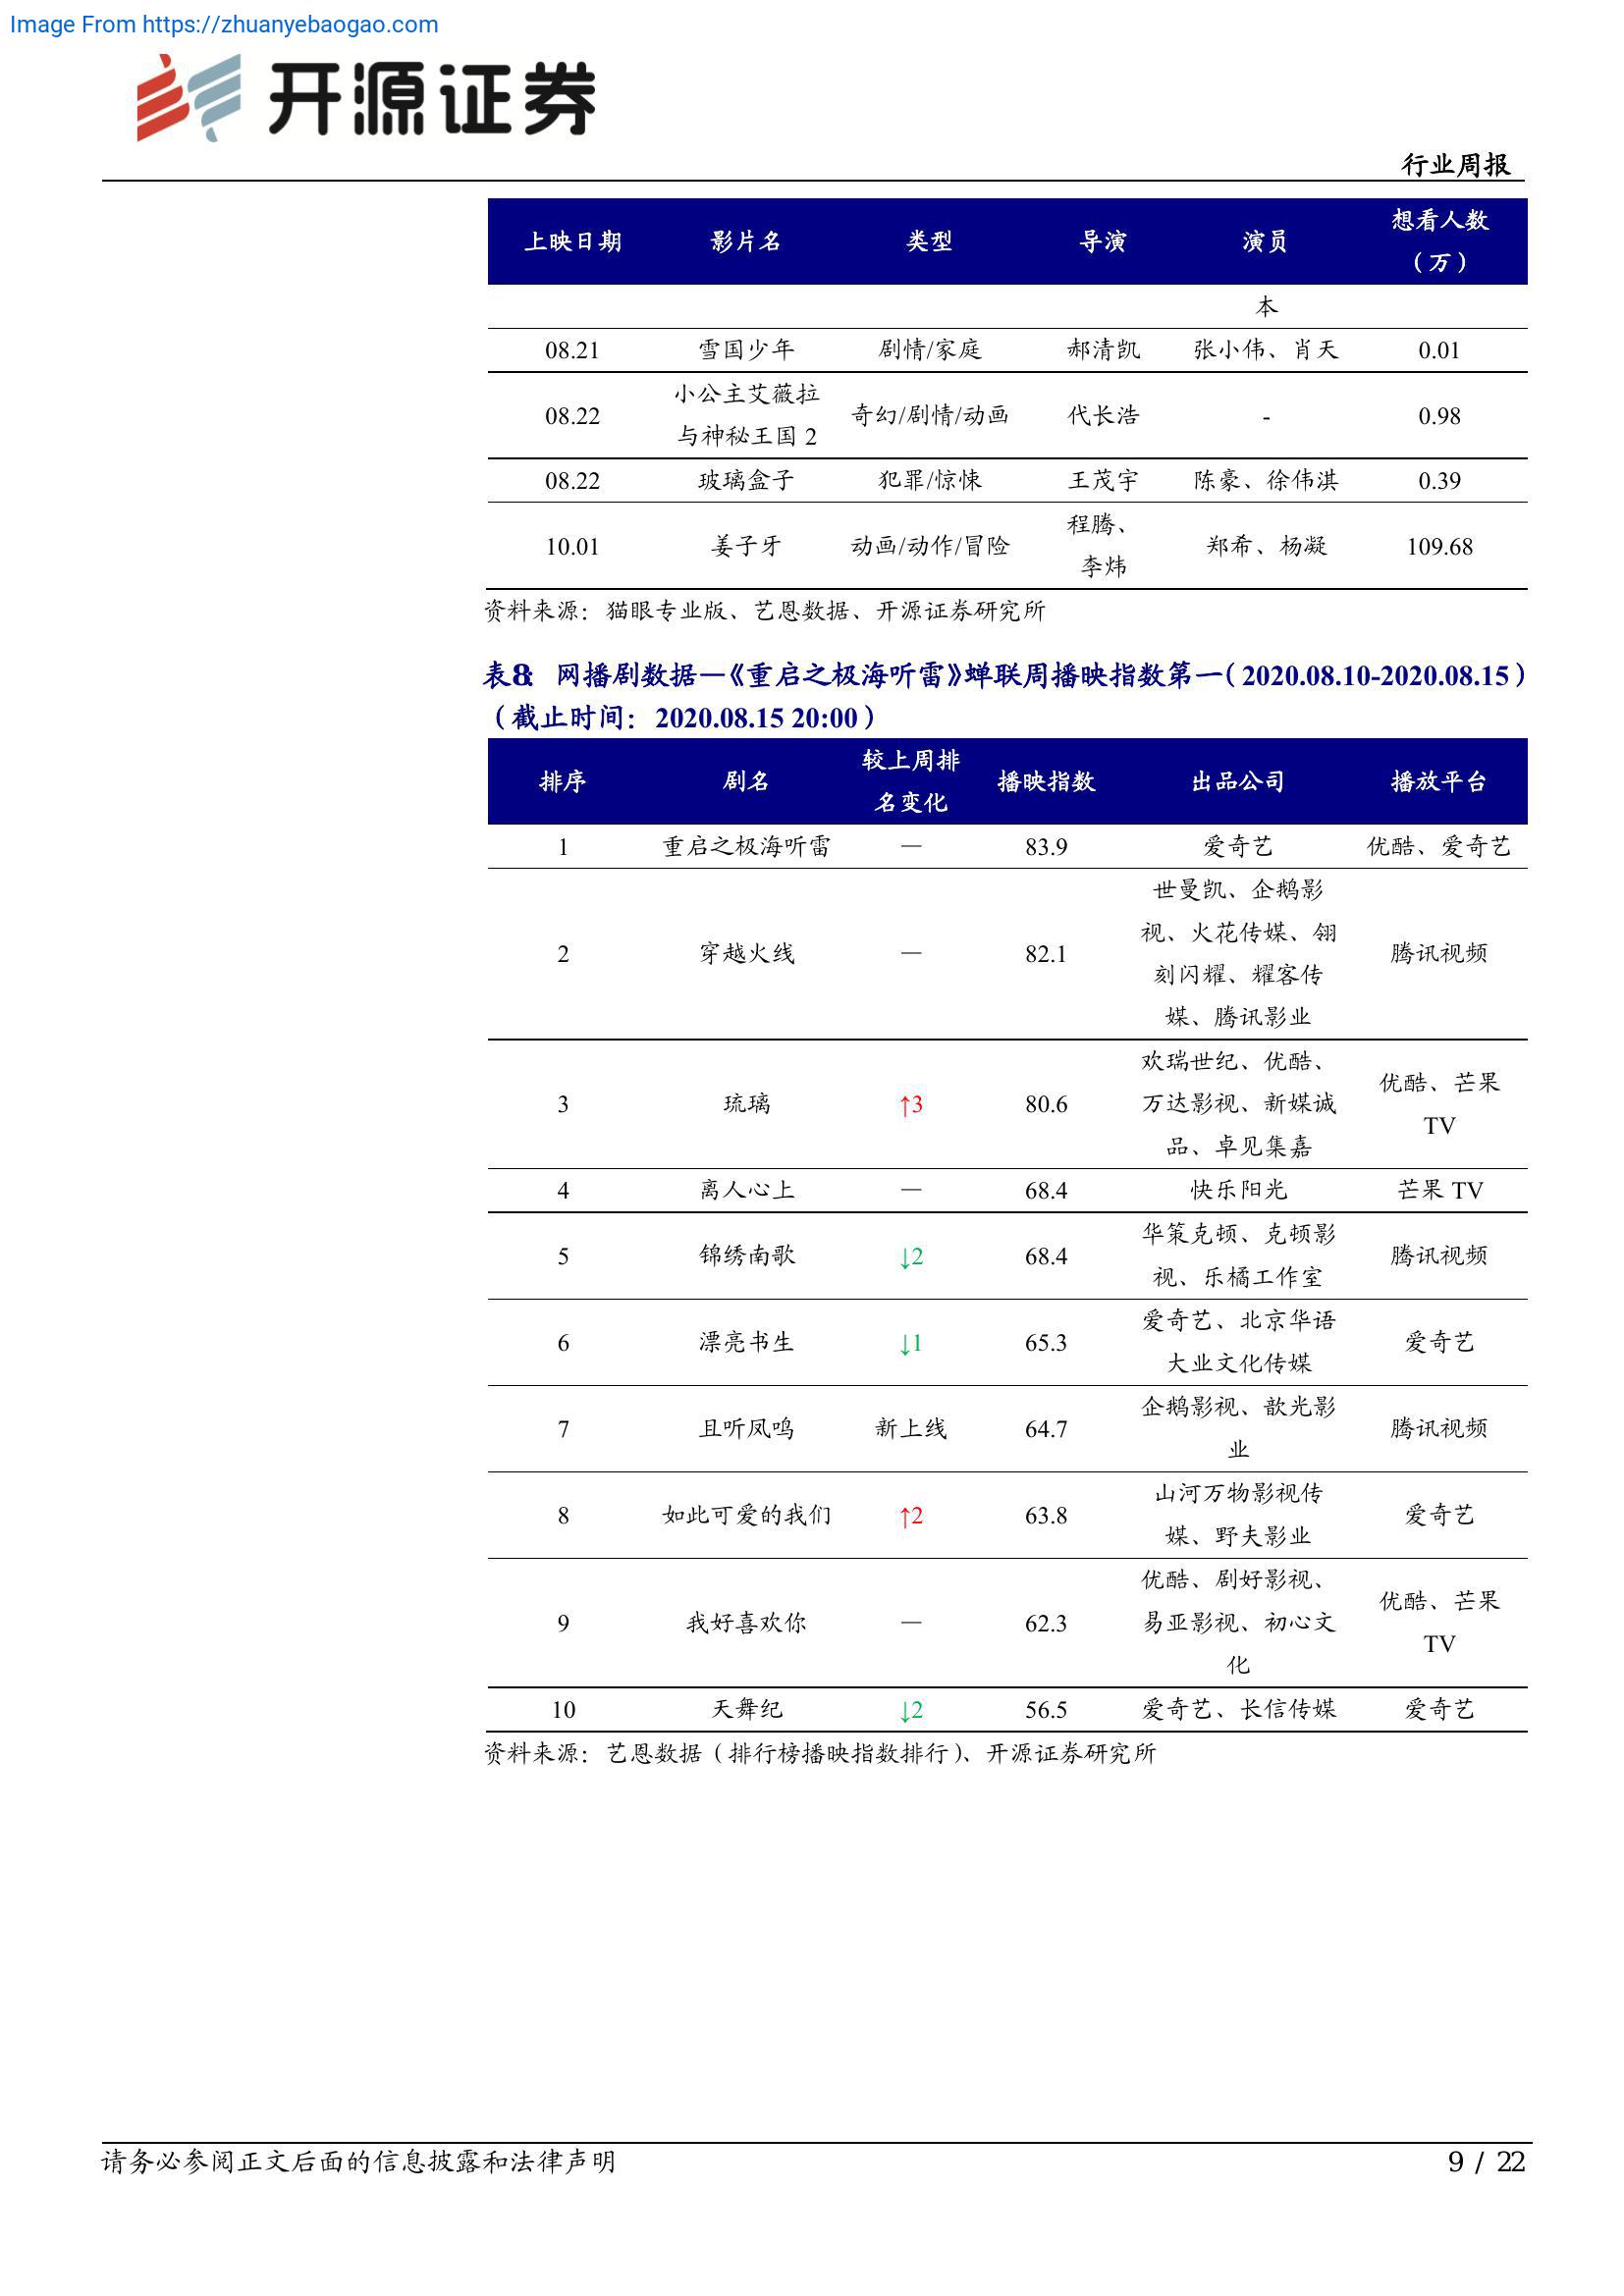 Image From https://zhuanyebaogao.com
开源证券
行业周报
上映日期 影片名 类型 导演 演员 想看人数
（万）
本
08.21 雪国少年 剧情/家庭 郝清凯 张小伟、肖天 0.01
08.22 小公主艾薇拉
与神秘王国 2 奇幻/剧情/动画 代长浩 - 0.98
08.22 玻璃盒子 犯罪/惊悚 王茂宇 陈豪、徐伟淇 0.39
10.01 姜子牙 动画/动作/冒险 程腾、
李炜 郑希、杨凝 109.68
资料来源：猫眼专业版、艺恩数据、开源证券研究所
表8： 网播剧数据—《重启之极海听雷》蝉联周播映指数第一（2020.08.10-2020.08.15）
（截止时间：2020.08.15 20:00）
排序 剧名 较上周排
名变化 播映指数 出品公司 播放平台
1 重启之极海听雷 — 83.9 爱奇艺 优酷、爱奇艺
2 穿越火线 — 82.1 世曼凯、企鹅影
视、火花传媒、翎
刻闪耀、耀客传
媒、腾讯影业 腾讯视频
3 琉璃 ↑3 80.6 欢瑞世纪、优酷、
万达影视、新媒诚
品、卓见集嘉 优酷、芒果
TV
4 离人心上 — 68.4 快乐阳光 芒果 TV
5 锦绣南歌 ↓2 68.4 华策克顿、克顿影
视、乐橘工作室 腾讯视频
6 漂亮书生 ↓1 65.3 爱奇艺、北京华语
大业文化传媒 爱奇艺
7 且听凤鸣 新上线 64.7 企鹅影视、歆光影
业 腾讯视频
8 如此可爱的我们 ↑2 63.8 山河万物影视传
媒、野夫影业 爱奇艺
9 我好喜欢你 — 62.3 优酷、剧好影视、
易亚影视、初心文
化 优酷、芒果
TV
10 天舞纪 ↓2 56.5 爱奇艺、长信传媒 爱奇艺
资料来源：艺恩数据（排行榜播映指数排行）、开源证券研究所
请务必参阅正文后面的信息披露和法律声明
9 / 22